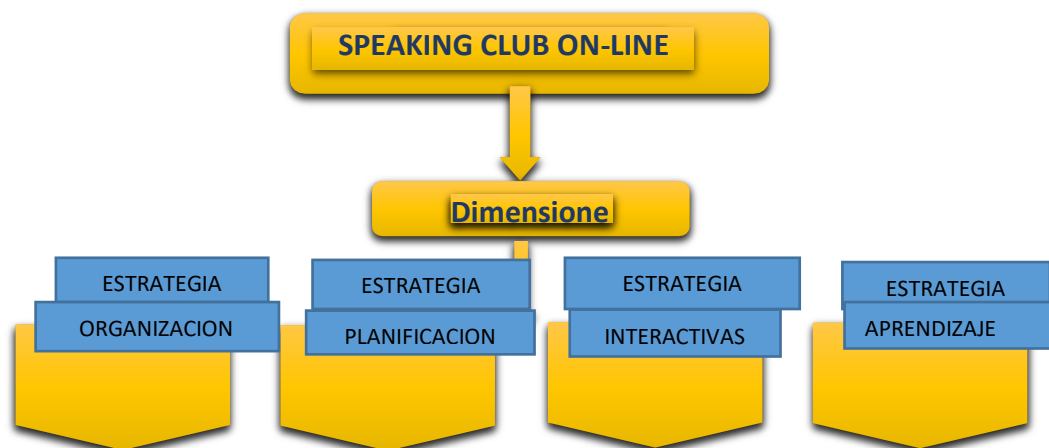 SPEAKING CLUB ON-LINE
Dimensione
ESTRATEGIA
ORGANIZACION
ESTRATEGIA
PLANIFICACION
ESTRATEGIA
INTERACTIVAS
ESTRATEGIA
APRENDIZAJE